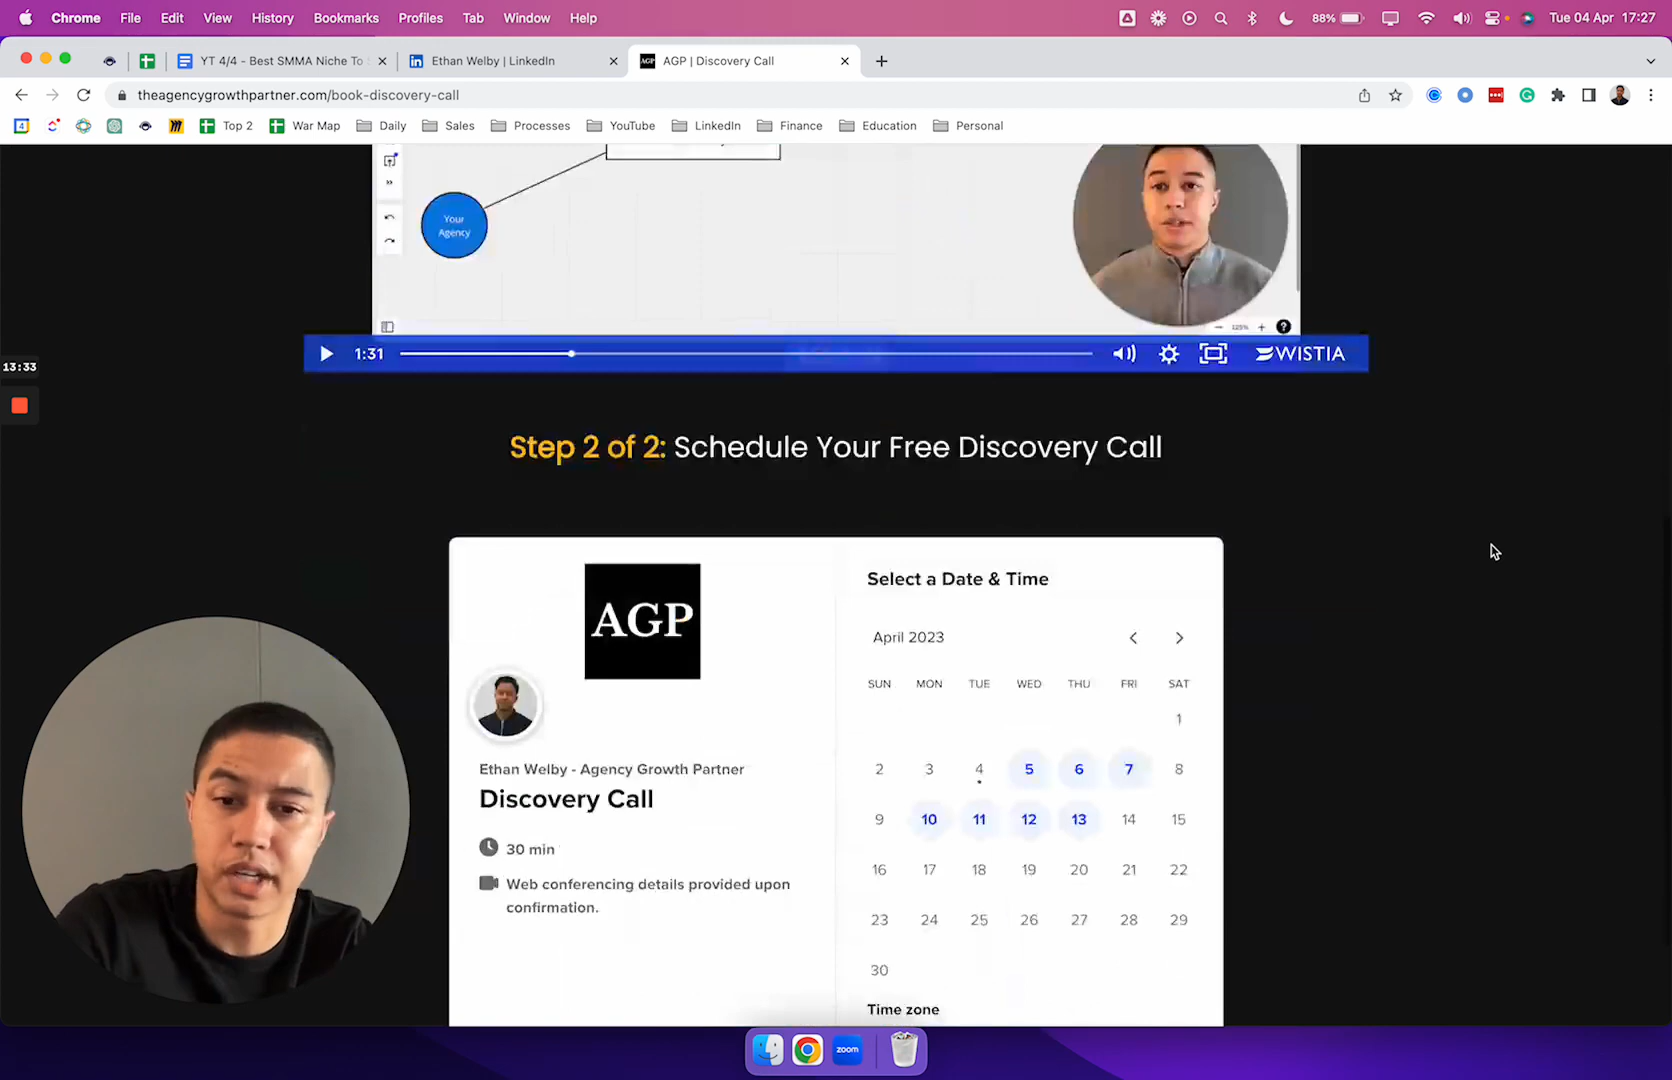 Chrome File Edit View History Bookmarks Profiles Tab Window Help 88% Tue 04 Apr 17:27
YT 4/4 - Best SMMA Niche To Ethan Welby | LinkedIn AGP AGP | Discovery Call
theagencygrowthpartner.com/book-discovery-call
4 Top 2 War Map Daily Sales Processes YouTube LinkedIn Finance Education Personal
Your
Agency
125%
1:31 WISTIA
13:33
Step 2 of 2: Schedule Your Free Discovery Call
AGP
Ethan Welby - Agency Growth Partner
Discovery Call
30 min
Web conferencing details provided upon
confirmation.
Select a Date & Time
April 2023
SUN MON TUE WED THU FRI SAT
1
2 3 4 5 6 7 8
9 10 11 12 13 14 15
16 17 18 19 20 21 22
23 24 25 26 27 28 29
30
Time zone
zoom